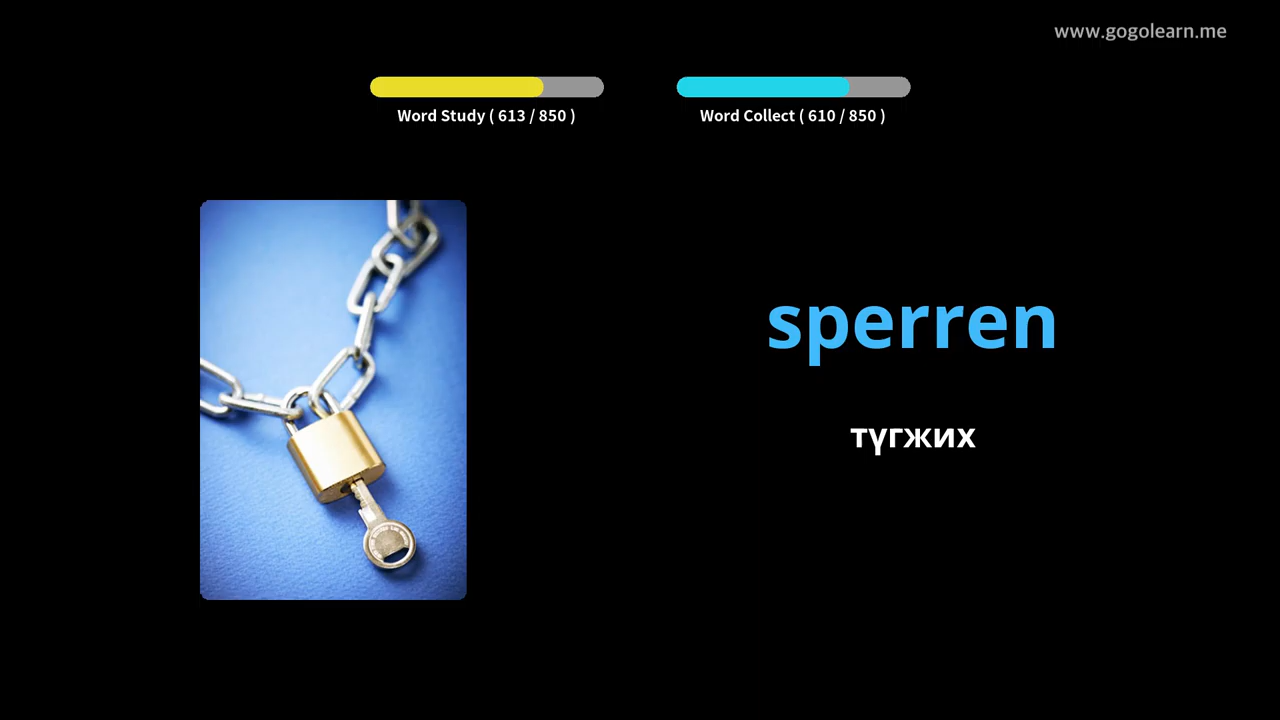 www.gogolearn.me
Word Study ( 613 / 850 )
Word Collect ( 610 / 850 )
sperren
түгжих